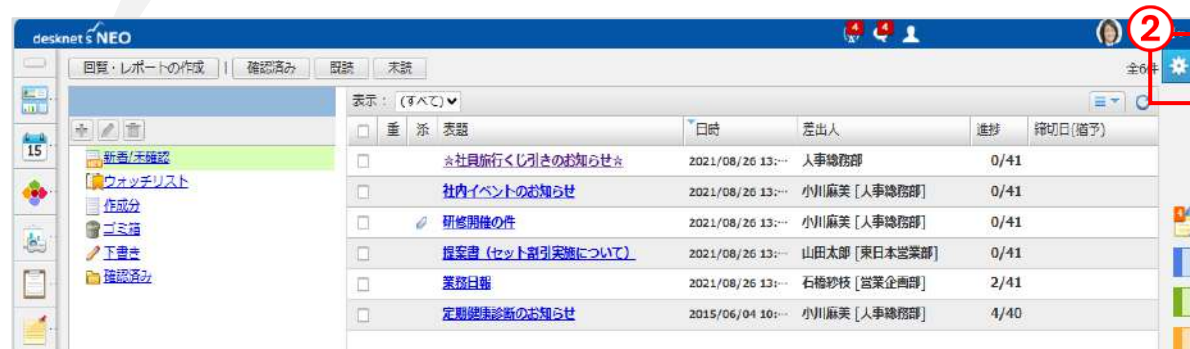 desknet's NEO
4
4
2
回覧・レポートの作成 | 確認済み 既読 未読
全6件
表示： (すべて)
重 添 表題 日時 差出人 進捗 締切日(猶予)
15
新着/未確認
ウォッチリスト
作成分
ゴミ箱
下書き
確認済み
☆社員旅行くじ引きのお知らせ☆ 2021/08/26 13:… 人事総務部 0/41
社内イベントのお知らせ 2021/08/26 13:… 小川麻美 [人事総務部] 0/41
研修開催の件 2021/08/26 13:… 小川麻美 [人事総務部] 0/41
提案書（セット割引実施について） 2021/08/26 13:… 山田太郎 [東日本営業部] 0/41
業務日報 2021/08/26 13:… 石橋紗枝 [営業企画部] 2/41
定期健康診断のお知らせ 2015/06/04 10:… 小川麻美 [人事総務部] 4/40